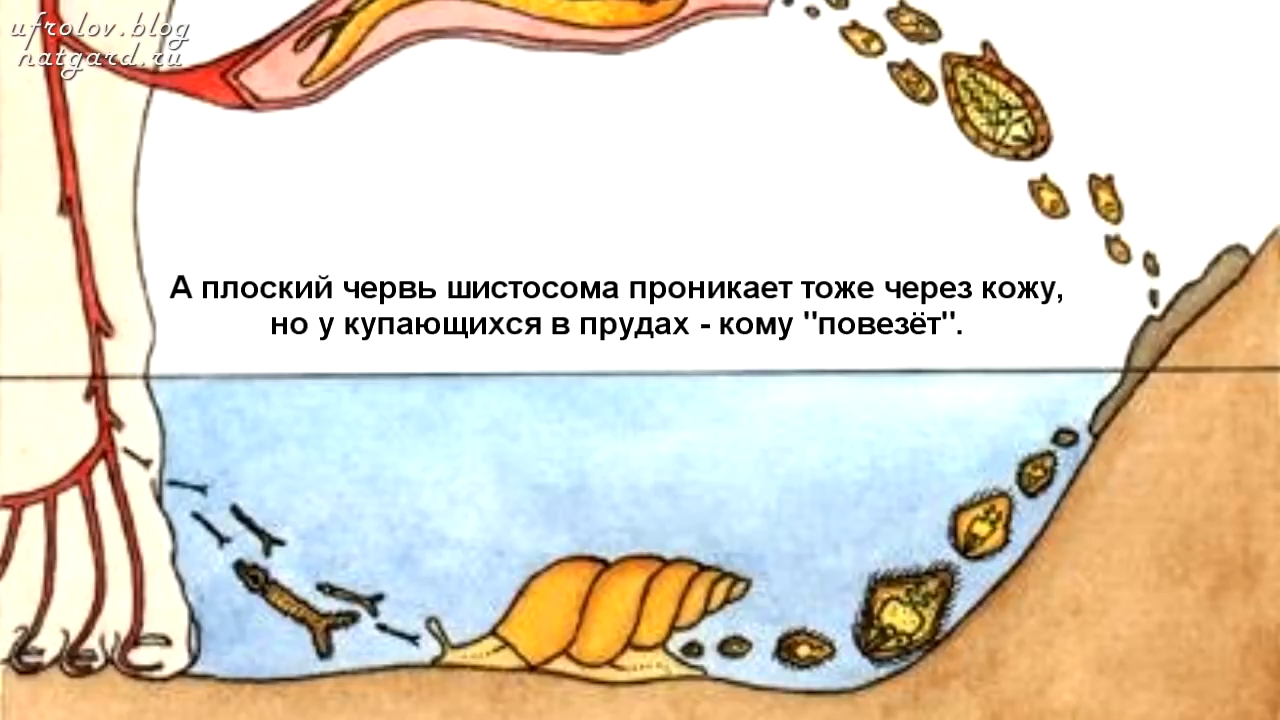 ufrolov.blog
natgard.ru
А плоский червь шистосома проникает тоже через кожу,
но у купающихся в прудах - кому "повезёт".